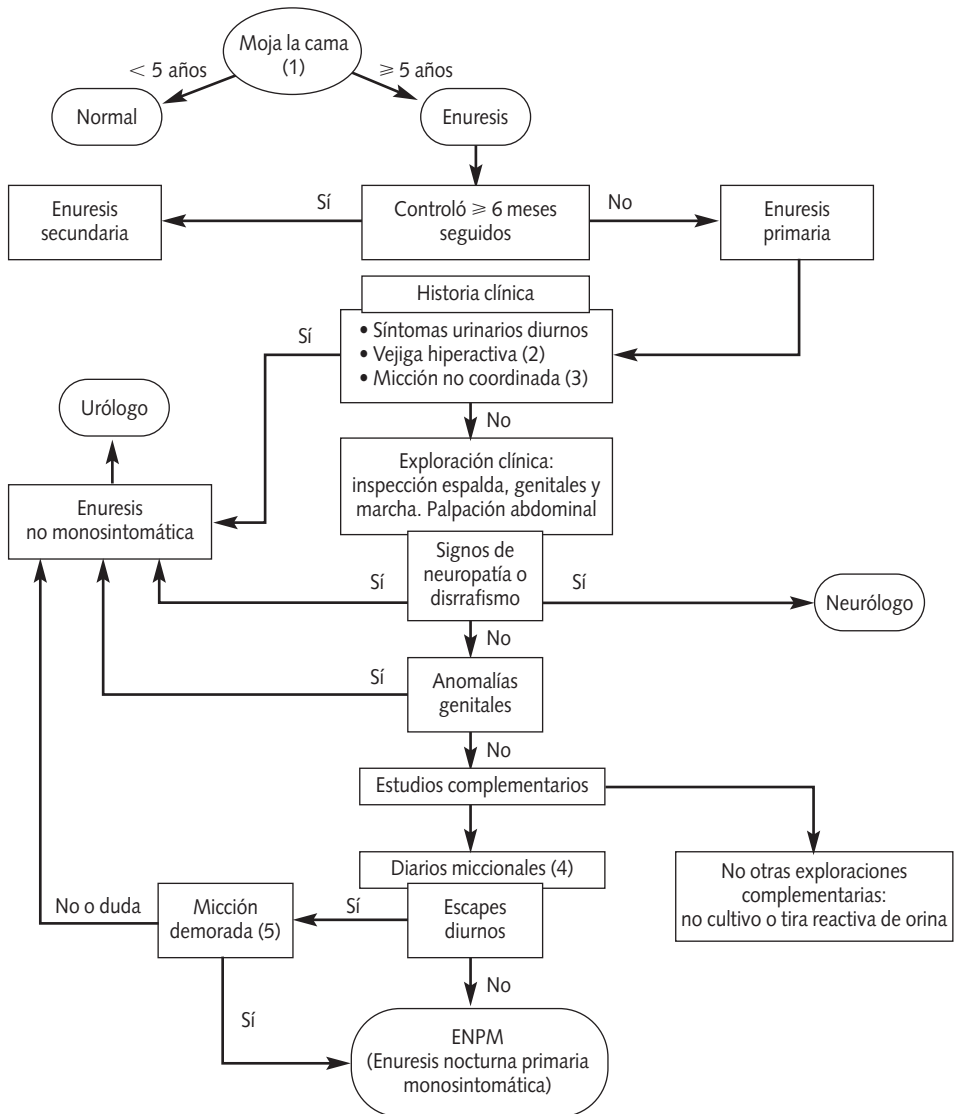 Moja la cama
(1)
< 5 años
≥ 5 años
Normal
Enuresis
Enuresis
secundaria
Sí
Controló ≥ 6 meses
seguidos
No
Enuresis
primaria
Historia clínica
• Síntomas urinarios diurnos
• Vejiga hiperactiva (2)
• Micción no coordinada (3)
Sí
No
Urólogo
Exploración clínica:
inspección espalda, genitales y
marcha. Palpación abdominal
Enuresis
no monosintomática
Signos de
neuropatía o
disrrafismo
Sí
Sí
Neurólogo
No
Sí
Anomalías
genitales
No
Estudios complementarios
Diarios miccionales (4)
No otras exploraciones
complementarias:
no cultivo o tira reactiva de orina
No o duda
Micción
demorada (5)
Sí
Escapes
diurnos
No
Sí
ENPM
(Enuresis nocturna primaria
monosintomática)